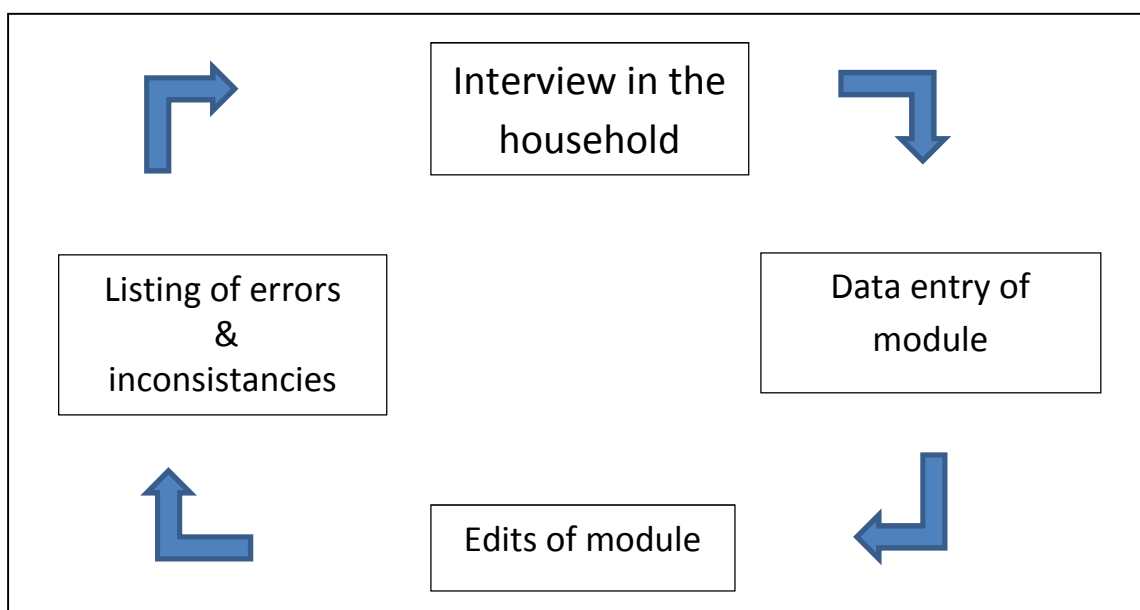 Interview in the
household
Listing of errors
&
inconsistancies
Data entry of
module
Edits of module